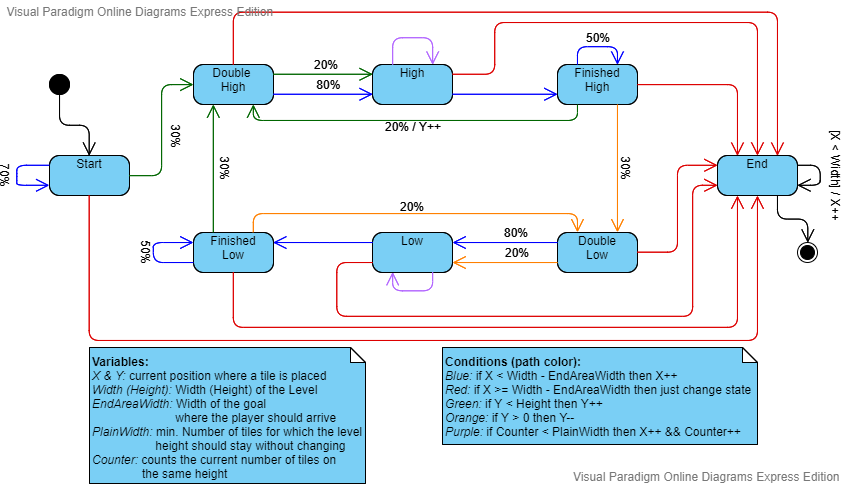 Visual Paradigm Online Diagrams Express Edition
50%
Double
High
20%
High
Finished
High
80%
20% / Y++
30%
Start
70%
30%
30%
End
[X < Width] / X++
20%
Finished
Low
50%
Low
80%
20%
Double
Low
Variables:
X & Y: current position where a tile is placed
Width (Height): Width (Height) of the Level
EndAreaWidth: Width of the goal
where the player should arrive
PlainWidth: min. Number of tiles for which the level
height should stay without changing
Counter: counts the current number of tiles on
the same height
Conditions (path color):
Blue: if X < Width - EndAreaWidth then X++
Red: if X >= Width - EndAreaWidth then just change state
Green: if Y < Height then Y++
Orange: if Y > 0 then Y--
Purple: if Counter < PlainWidth then X++ && Counter++
Visual Paradigm Online Diagrams Express Edition